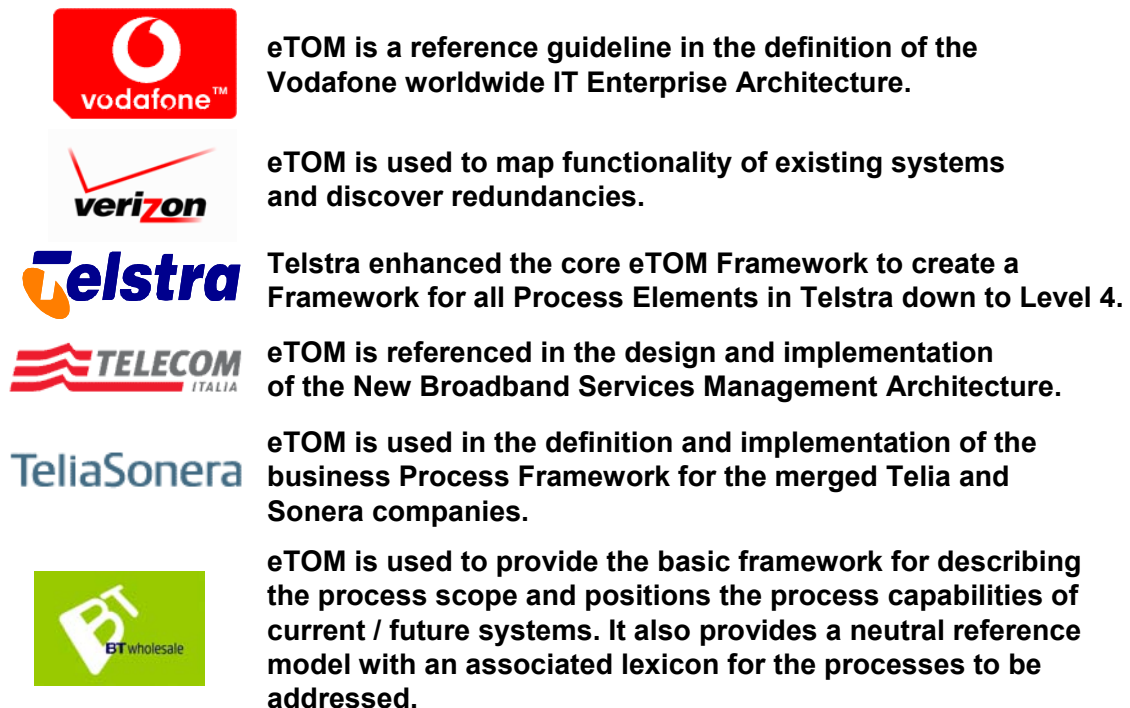 vodafone™
eTOM is a reference guideline in the definition of the
Vodafone worldwide IT Enterprise Architecture.
verizon
eTOM is used to map functionality of existing systems
and discover redundancies.
Telstra
Telstra enhanced the core eTOM Framework to create a
Framework for all Process Elements in Telstra down to Level 4.
TELECOM
ITALIA
eTOM is referenced in the design and implementation
of the New Broadband Services Management Architecture.
TeliaSonera
eTOM is used in the definition and implementation of the
business Process Framework for the merged Telia and
Sonera companies.
BT
BT wholesale
eTOM is used to provide the basic framework for describing
the process scope and positions the process capabilities of
current / future systems. It also provides a neutral reference
model with an associated lexicon for the processes to be
addressed.